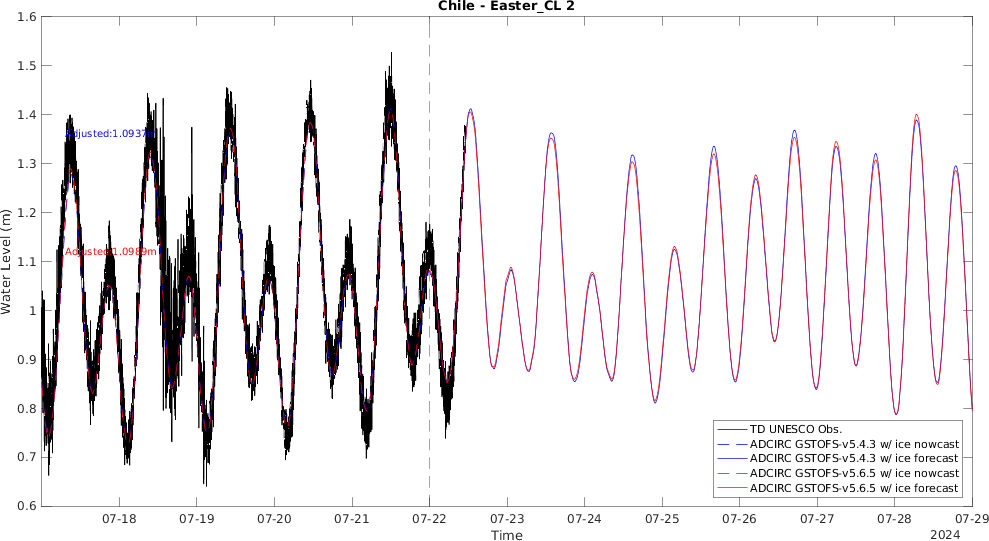 Chile - Easter_CL 2
1.6
1.5
1.4
1.3
1.2
1.1
1
0.9
0.8
0.7
0.6
Water Level (m)
Adjusted:1.0937m
Adjusted:1.0989m
TD UNESCO Obs.
ADCIRC GSTOFS-v5.4.3 w/ ice nowcast
ADCIRC GSTOFS-v5.4.3 w/ ice forecast
ADCIRC GSTOFS-v5.6.5 w/ ice nowcast
ADCIRC GSTOFS-v5.6.5 w/ ice forecast
07-18 07-19 07-20 07-21 07-22 07-23 07-24 07-25 07-26 07-27 07-28 07-29
Time
2024